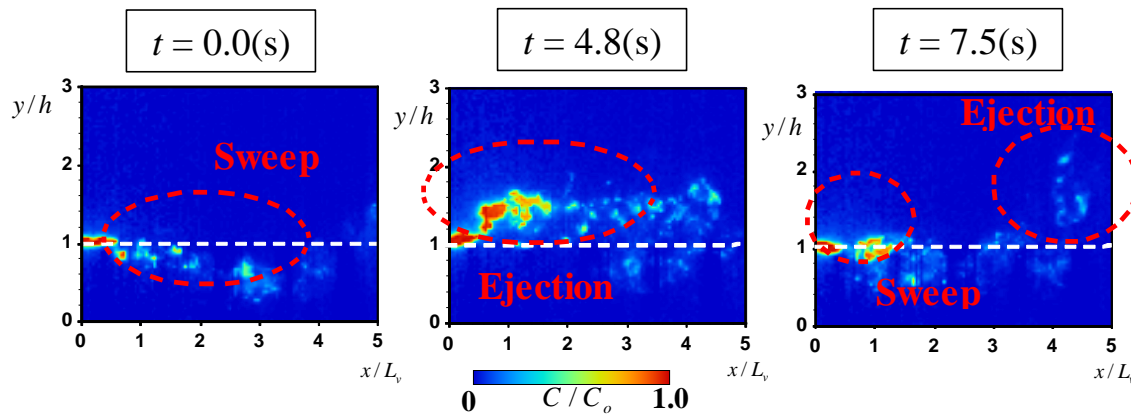 t = 0.0(s)
t = 4.8(s)
t = 7.5(s)
3
y/h
Sweep
2
1
0
0 1 2 3 4 5
x/L_v
3
y/h
2
1
Ejection
0
0 1 2 3 4 5
x/L_v
3
y/h
Ejection
2
1
Sweep
0
0 1 2 3 4 5
x/L_v
0 C/C_o 1.0